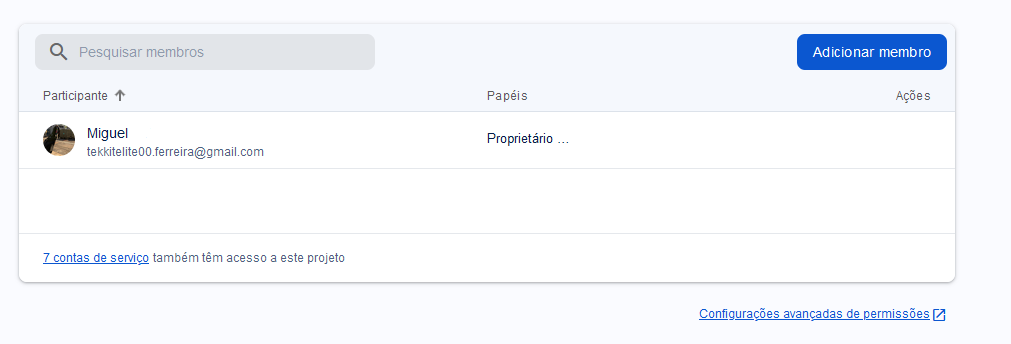 Pesquisar membros
Adicionar membro
Participante Papéis Ações
Miguel
tekkitelite00.ferreira@gmail.com
Proprietário …
7 contas de serviço também têm acesso a este projeto
Configurações avançadas de permissões